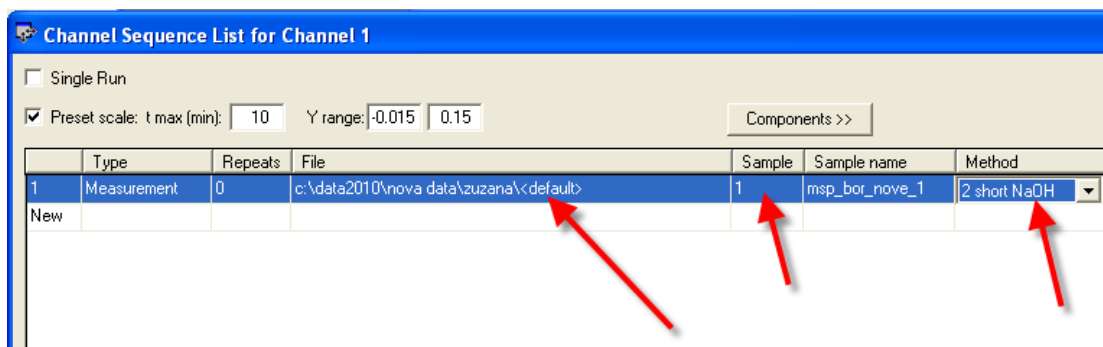 Channel Sequence List for Channel 1
Single Run
Preset scale: t max (min): 10 Y range: -0.015 0.15 Components >>
Type Repeats File Sample Sample name Method
1 Measurement 0 c:\data2010\nova data\zuzana\<default> 1 msp_bor_nove_1 2 short NaOH
New